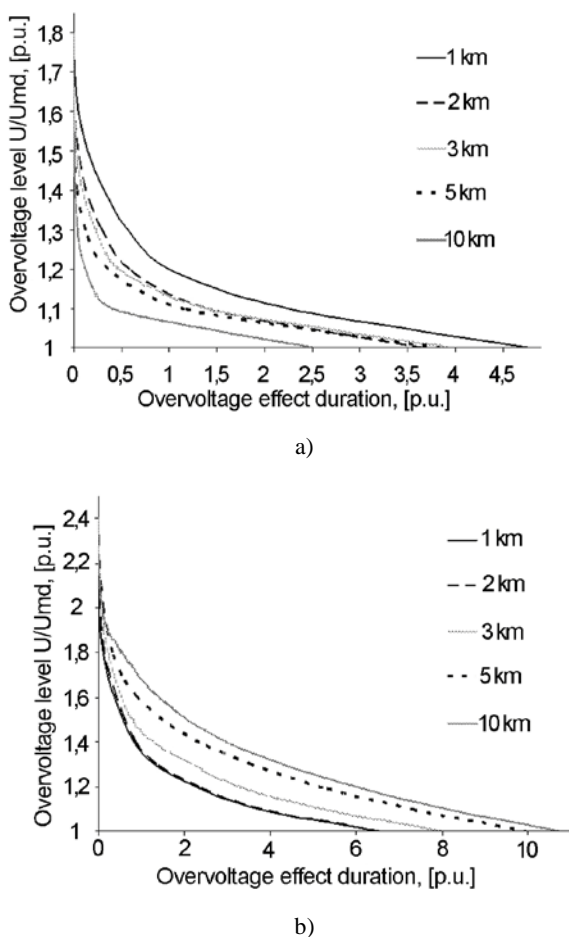 Overvoltage level U/Umd, [p.u.]
1,8
1,7
1,6
1,5
1,4
1,3
1,2
1,1
1
0 0,5 1 1,5 2 2,5 3 3,5 4 4,5
Overvoltage effect duration, [p.u.]
1 km
2 km
3 km
5 km
10 km
a)
Overvoltage level U/Umd, [p.u.]
2,4
2,2
2
1,8
1,6
1,4
1,2
1
0 2 4 6 8 10
Overvoltage effect duration, [p.u.]
1 km
2 km
3 km
5 km
10 km
b)